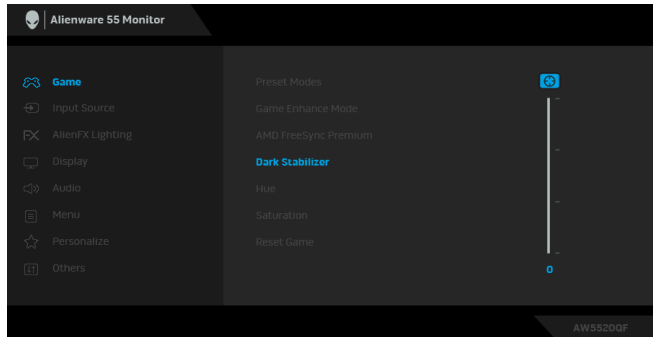 Alienware 55 Monitor
Game
Input Source
AlienFX Lighting
Display
Audio
Menu
Personalize
Others
Preset Modes
Game Enhance Mode
AMD FreeSync Premium
Dark Stabilizer
Hue
Saturation
Reset Game
0
AW5520QF